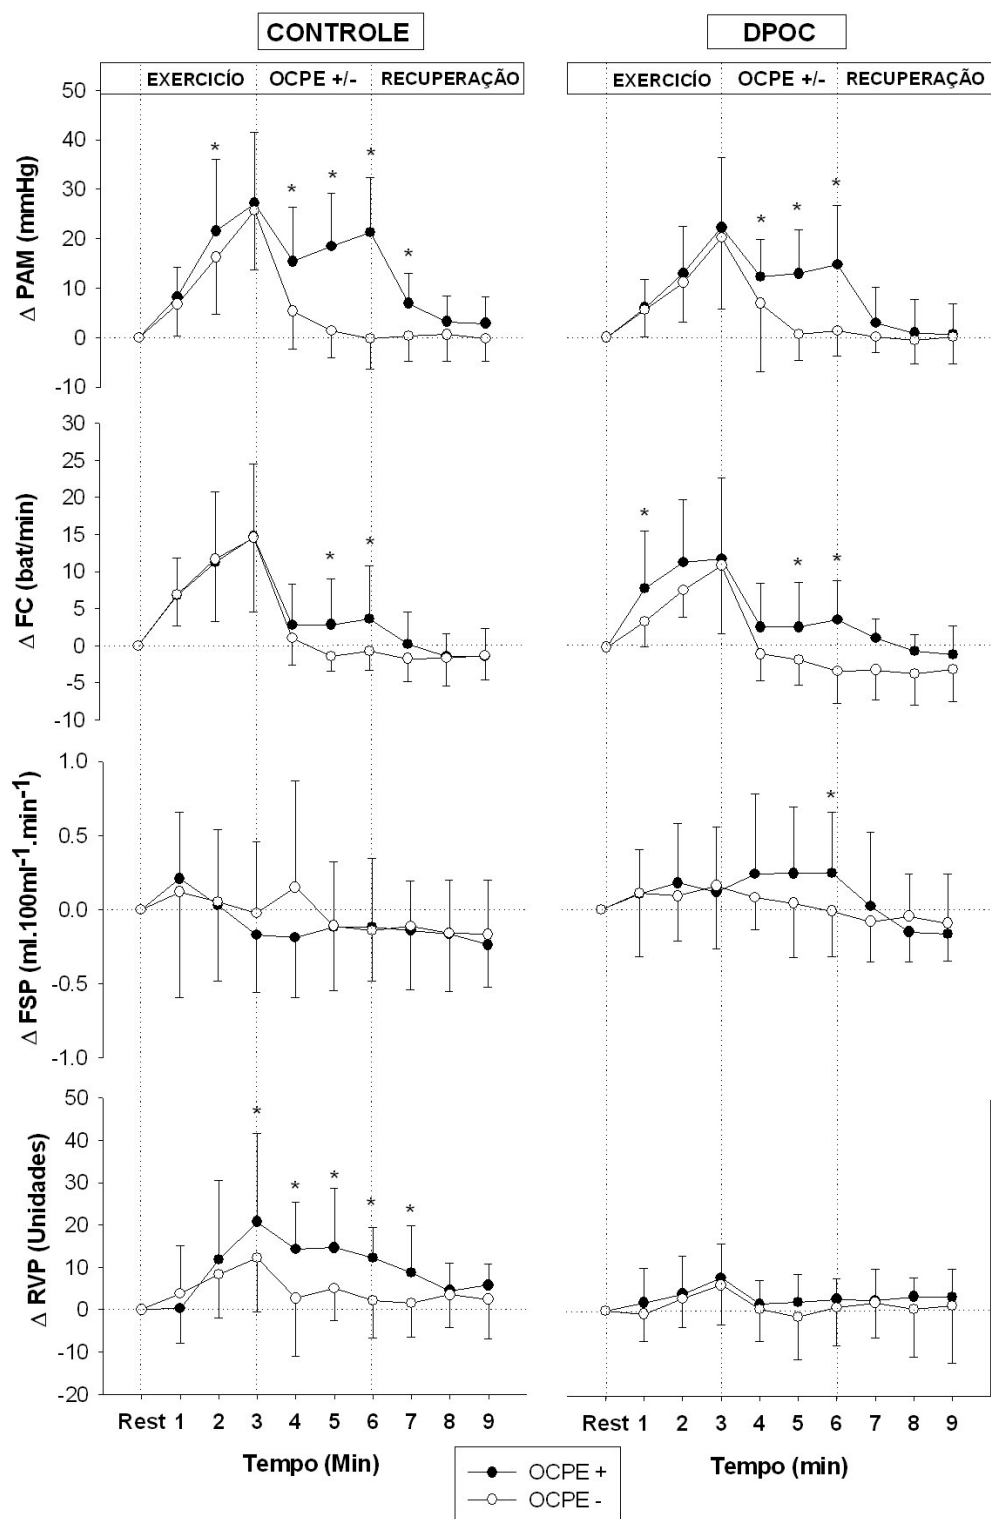 CONTROLE DPOC
EXERCICÍO OCPE +/- RECUPERAÇÃO EXERCICÍO OCPE +/- RECUPERAÇÃO
Δ PAM (mmHg)
50
40
30
20
10
0
-10
* * * * *
* * *
Δ FC (bat/min)
30
25
20
15
10
5
0
-5
-10
* *
* * *
Δ FSP (ml.100ml⁻¹.min⁻¹)
1.0
0.5
0.0
-0.5
-1.0
*
Δ RVP (Unidades)
50
40
30
20
10
0
-10
-20
* * * * *
Rest 1 2 3 4 5 6 7 8 9 Rest 1 2 3 4 5 6 7 8 9
Tempo (Min) Tempo (min)
OCPE +
OCPE -